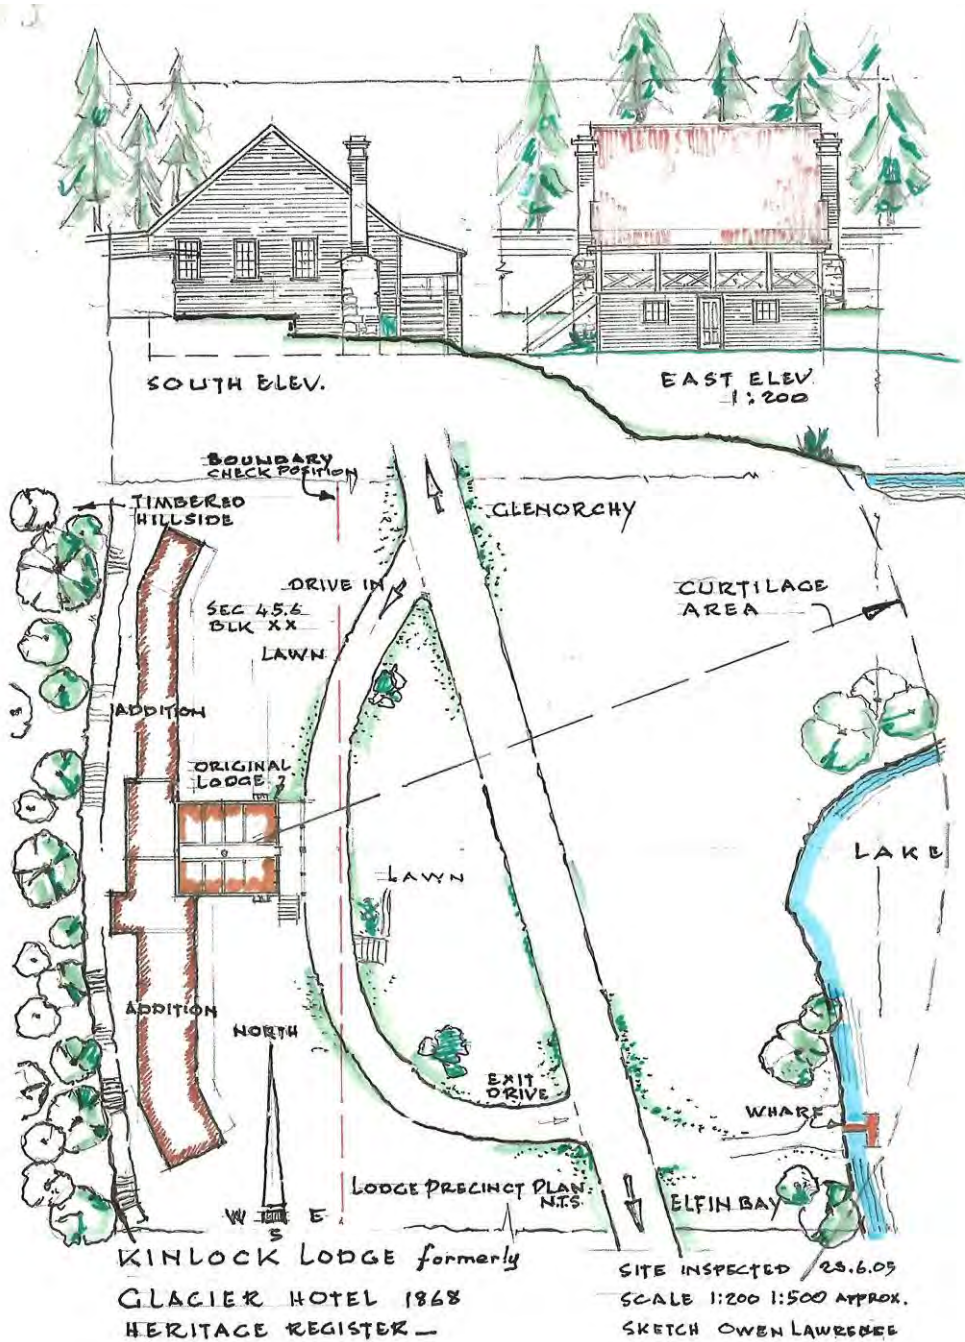 SOUTH ELEV.
EAST ELEV.
1:200
BOUNDARY
CHECK POSITION
TIMBERED
HILLSIDE
GLENORCHY
DRIVE IN
CURTILAGE
AREA
SEC 45.6
BLK XX
LAWN
ADDITION
ORIGINAL
LODGE ?
LAKE
LAWN
ADDITION
NORTH
EXIT
DRIVE
WHARF
LODGE PRECINCT PLAN.
N.T.S.
ELFIN BAY
W E
S
KINLOCK LODGE formerly
GLACIER HOTEL 1868
HERITAGE REGISTER —
SITE INSPECTED 28.6.05
SCALE 1:200 1:500 APPROX.
SKETCH OWEN LAWRENCE